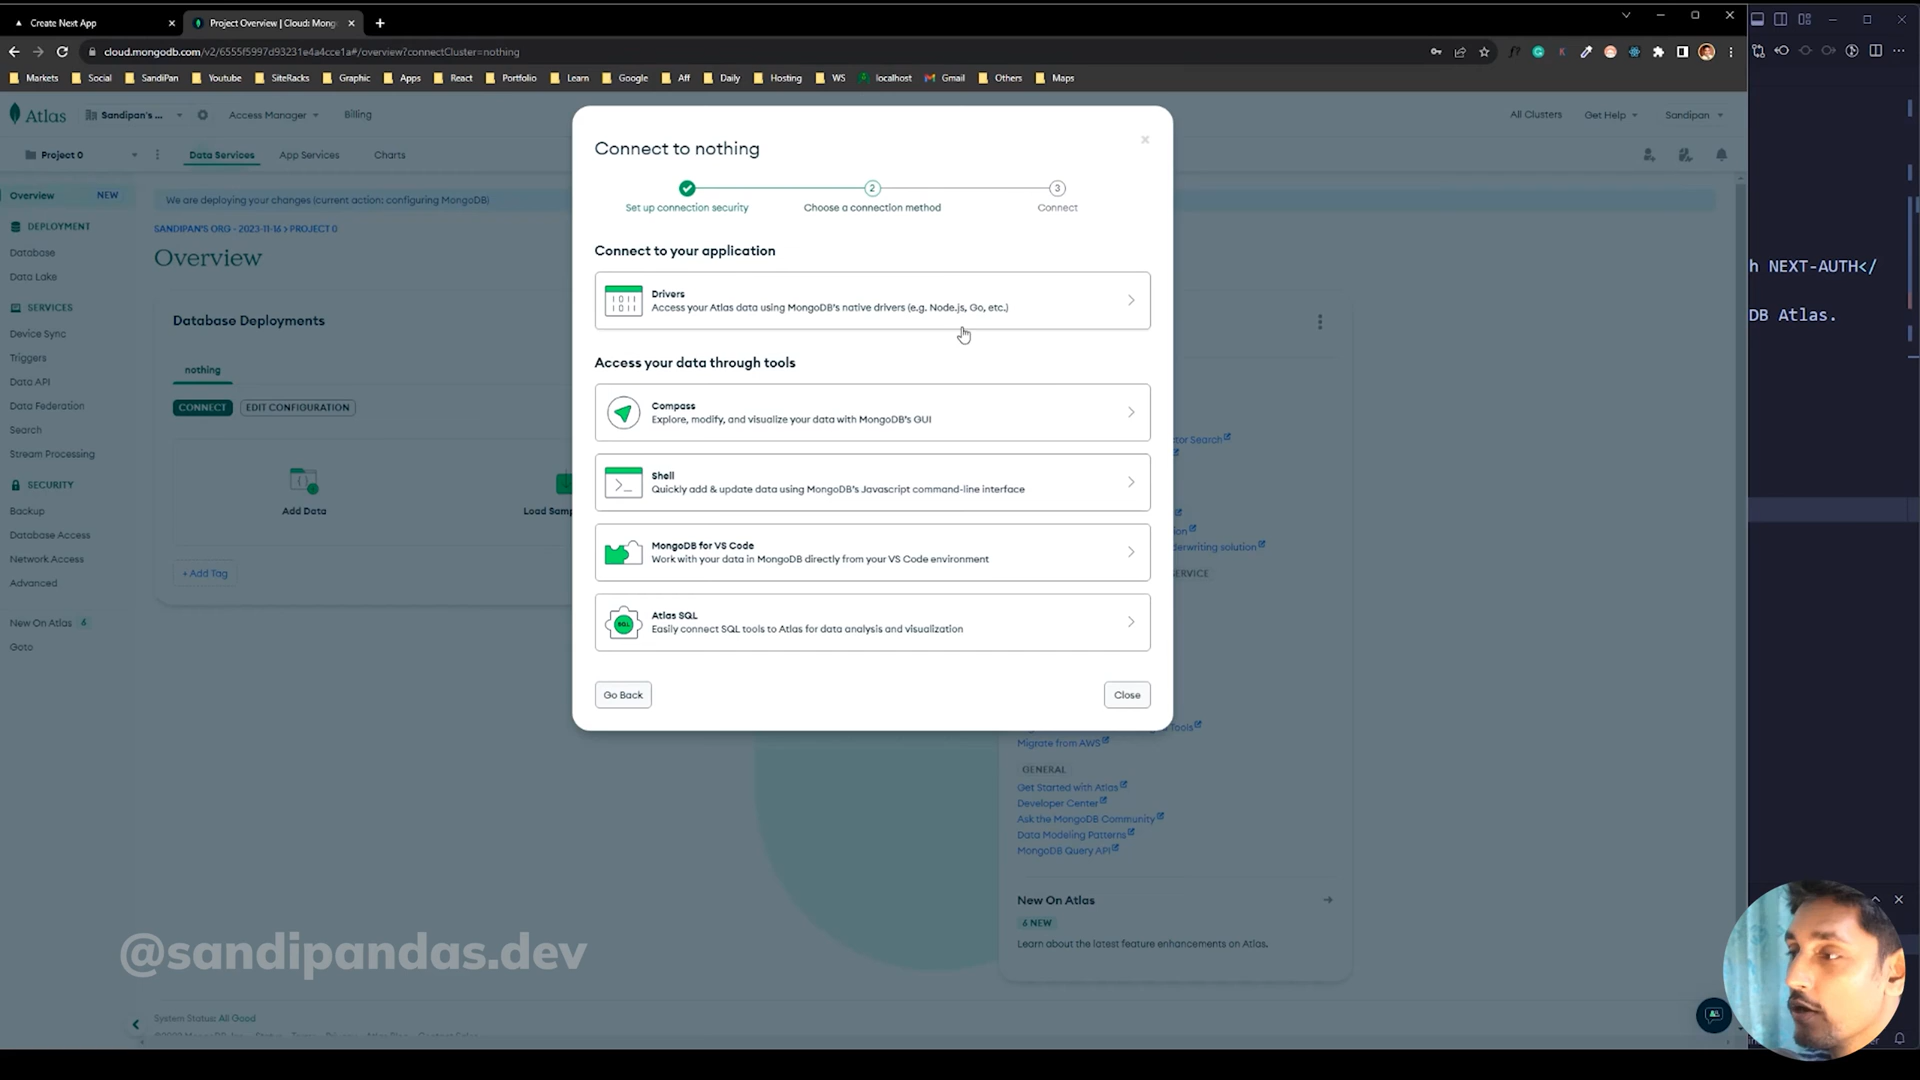 Create Next App
Project Overview | Cloud: Mong
cloud.mongodb.com/v2/6555f5997d93231e4a4cce1a#/overview?connectCluster=nothing
Markets Social SandiPan Youtube SiteRacks Graphic Apps React Portfolio Learn Google Aff Daily Hosting WS localhost Gmail Others Maps
Atlas Sandipan's ... Access Manager Billing
All Clusters Get Help Sandipan
Project 0 Data Services App Services Charts
Overview NEW
DEPLOYMENT
Database
Data Lake
SERVICES
Device Sync
Triggers
Data API
Data Federation
Search
Stream Processing
SECURITY
Backup
Database Access
Network Access
Advanced
New On Atlas 6
Goto
We are deploying your changes (current action: configuring MongoDB)
SANDIPAN'S ORG - 2023-11-16 > PROJECT 0
Overview
Database Deployments
nothing
CONNECT EDIT CONFIGURATION
Add Data
Load Samp
+ Add Tag
Connect to nothing
2
3
Set up connection security
Choose a connection method
Connect
Connect to your application
Drivers
Access your Atlas data using MongoDB's native drivers (e.g. Node.js, Go, etc.)
Access your data through tools
Compass
Explore, modify, and visualize your data with MongoDB's GUI
Shell
Quickly add & update data using MongoDB's Javascript command-line interface
MongoDB for VS Code
Work with your data in MongoDB directly from your VS Code environment
Atlas SQL
Easily connect SQL tools to Atlas for data analysis and visualization
Go Back
Close
ctor Search
derwriting solution
ERVICE
Tools
Migrate from AWS
GENERAL
Get Started with Atlas
Developer Center
Ask the MongoDB Community
Data Modeling Patterns
MongoDB Query API
New On Atlas
6 NEW
Learn about the latest feature enhancements on Atlas.
h NEXT-AUTH</
DB Atlas.
@sandipandas.dev
System Status: All Good